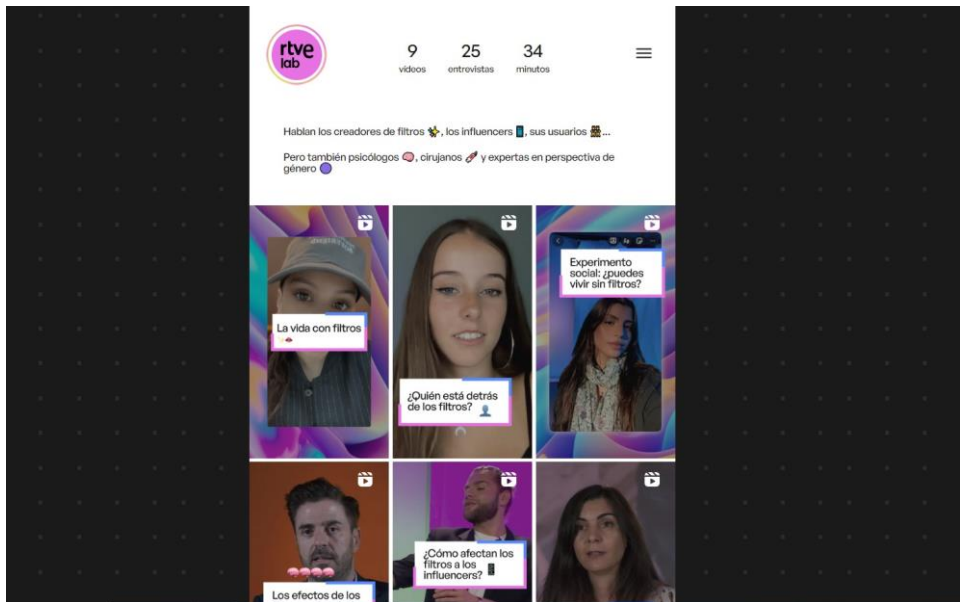 rtve
lab
9
25
34
vídeos
entrevistas
minutos
Hablan los creadores de filtros ✨, los influencers 📱, sus usuarios 👯...
Pero también psicólogos 🧠, cirujanos 💉 y expertas en perspectiva de
género 🟣
La vida con filtros
¿Quién está detrás
de los filtros? 👤
Experimento
social: ¿puedes
vivir sin filtros?
Los efectos de los
¿Cómo afectan los
filtros a los
influencers? 📱